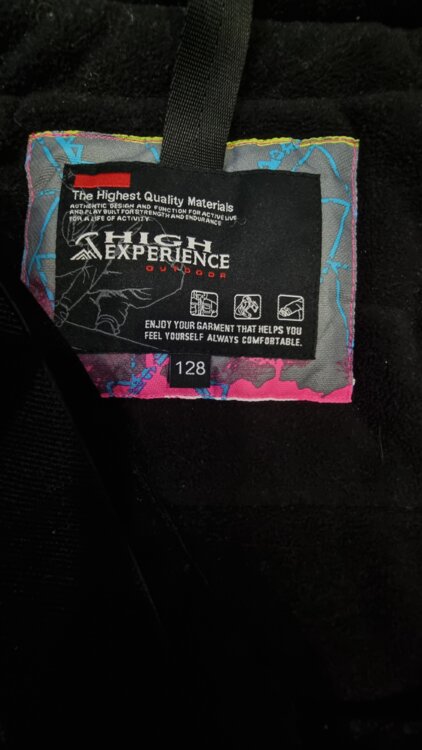 The Highest Quality Materials
AUTHENTIC DESIGN AND FUNCTION FOR ACTIVE LIVE
AND PLAY BUILT FOR STRENGTH AND ENDURANCE
FOR A LIFE OF ACTIVITY
HIGH
EXPERIENCE
OUTDOOR
ENJOY YOUR GARMENT THAT HELPS YOU
FEEL YOURSELF ALWAYS COMFORTABLE.
128